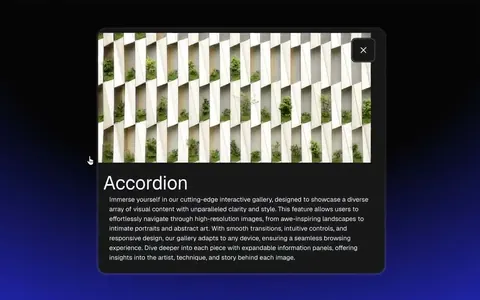 Accordion
Immerse yourself in our cutting-edge interactive gallery, designed to showcase a diverse
array of visual content with unparalleled clarity and style. This feature allows users to
effortlessly navigate through high-resolution images, from awe-inspiring landscapes to
intimate portraits and abstract art. With smooth transitions, intuitive controls, and
responsive design, our gallery adapts to any device, ensuring a seamless browsing
experience. Dive deeper into each piece with expandable information panels, offering
insights into the artist, technique, and story behind each image.